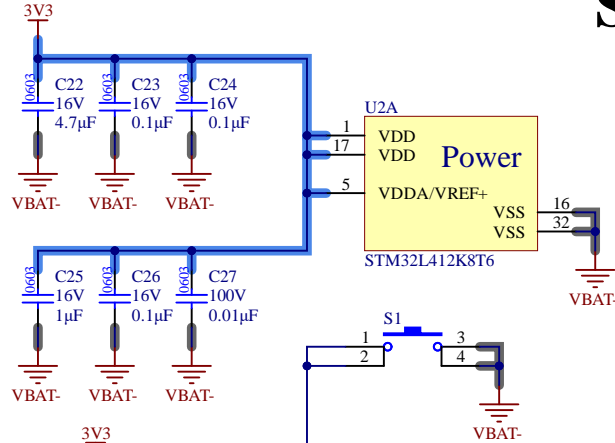 3V3
S
0603
C22
16V
4.7µF
VBAT-
0603
C23
16V
0.1µF
VBAT-
0603
C24
16V
0.1µF
VBAT-
U2A
1 VDD
17 VDD
5 VDDA/VREF+
Power
VSS 16
VSS 32
STM32L412K8T6
VBAT-
0603
C25
16V
1µF
VBAT-
0603
C26
16V
0.1µF
VBAT-
0603
C27
100V
0.01µF
VBAT-
S1
1
2
3
4
VBAT-
3V3